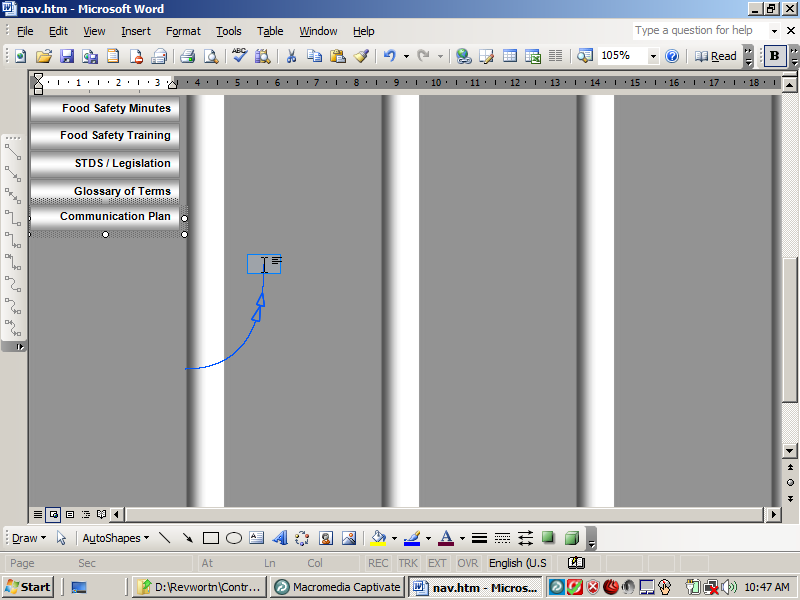 nav.htm - Microsoft Word
File Edit View Insert Format Tools Table Window Help Type a question for help
105% Read B
1 2 3 4 5 6 7 8 9 10 11 12 13 14 15 16 17 18
Food Safety Minutes
Food Safety Training
STDS / Legislation
Glossary of Terms
Communication Plan
Draw AutoShapes A
Page Sec At Ln Col REC TRK EXT OVR English (U.S
Start D:\Revwortn\Contr... Macromedia Captivate nav.htm - Micros... 10:47 AM